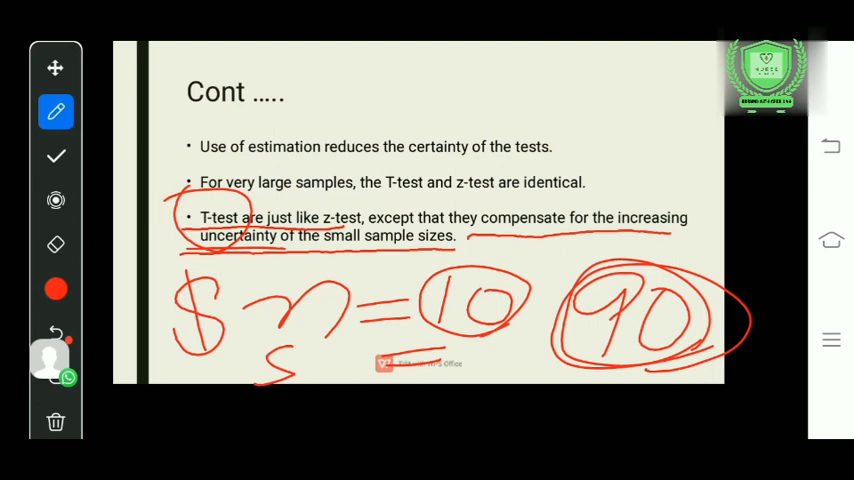 Cont …..
• Use of estimation reduces the certainty of the tests.
• For very large samples, the T-test and z-test are identical.
• T-test are just like z-test, except that they compensate for the increasing
uncertainty of the small sample sizes.
$ n = 10 90
S